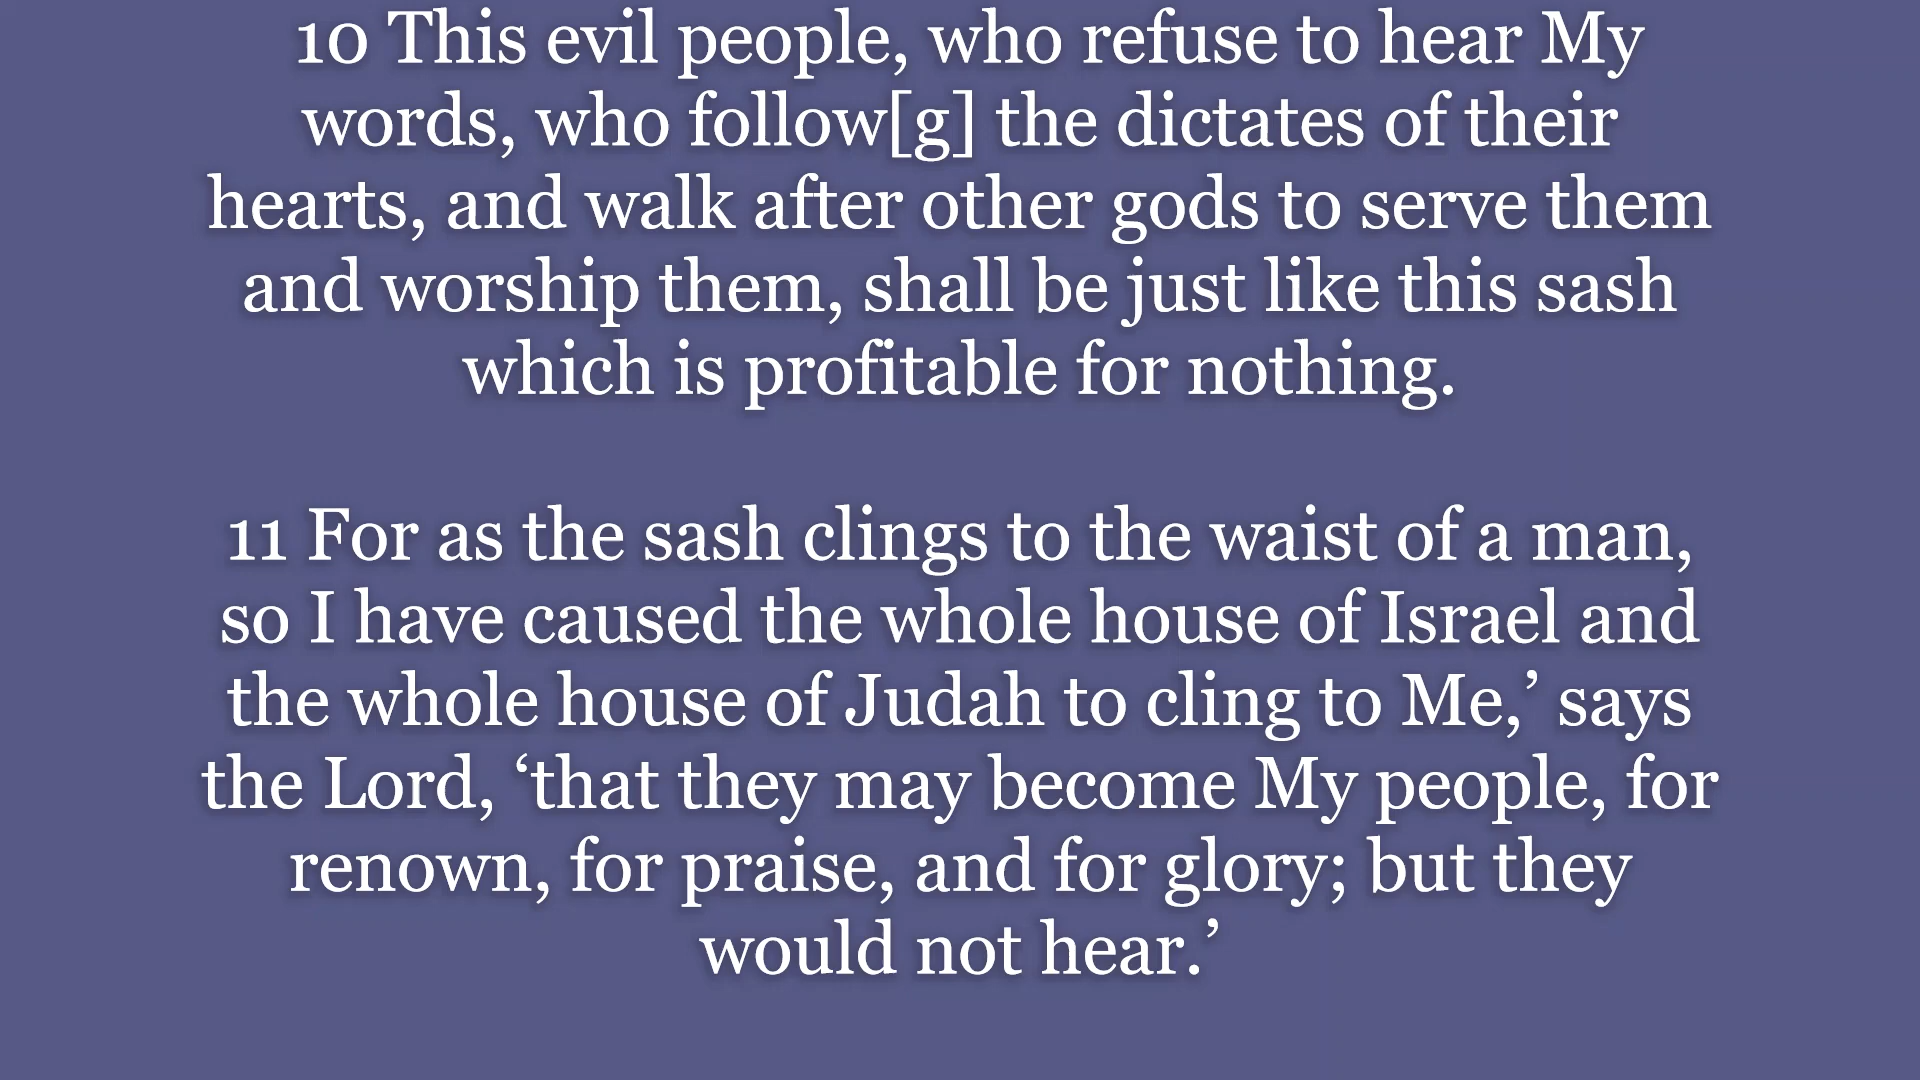 10 This evil people, who refuse to hear My
words, who follow[g] the dictates of their
hearts, and walk after other gods to serve them
and worship them, shall be just like this sash
which is profitable for nothing.
11 For as the sash clings to the waist of a man,
so I have caused the whole house of Israel and
the whole house of Judah to cling to Me,’ says
the Lord, ‘that they may become My people, for
renown, for praise, and for glory; but they
would not hear.’